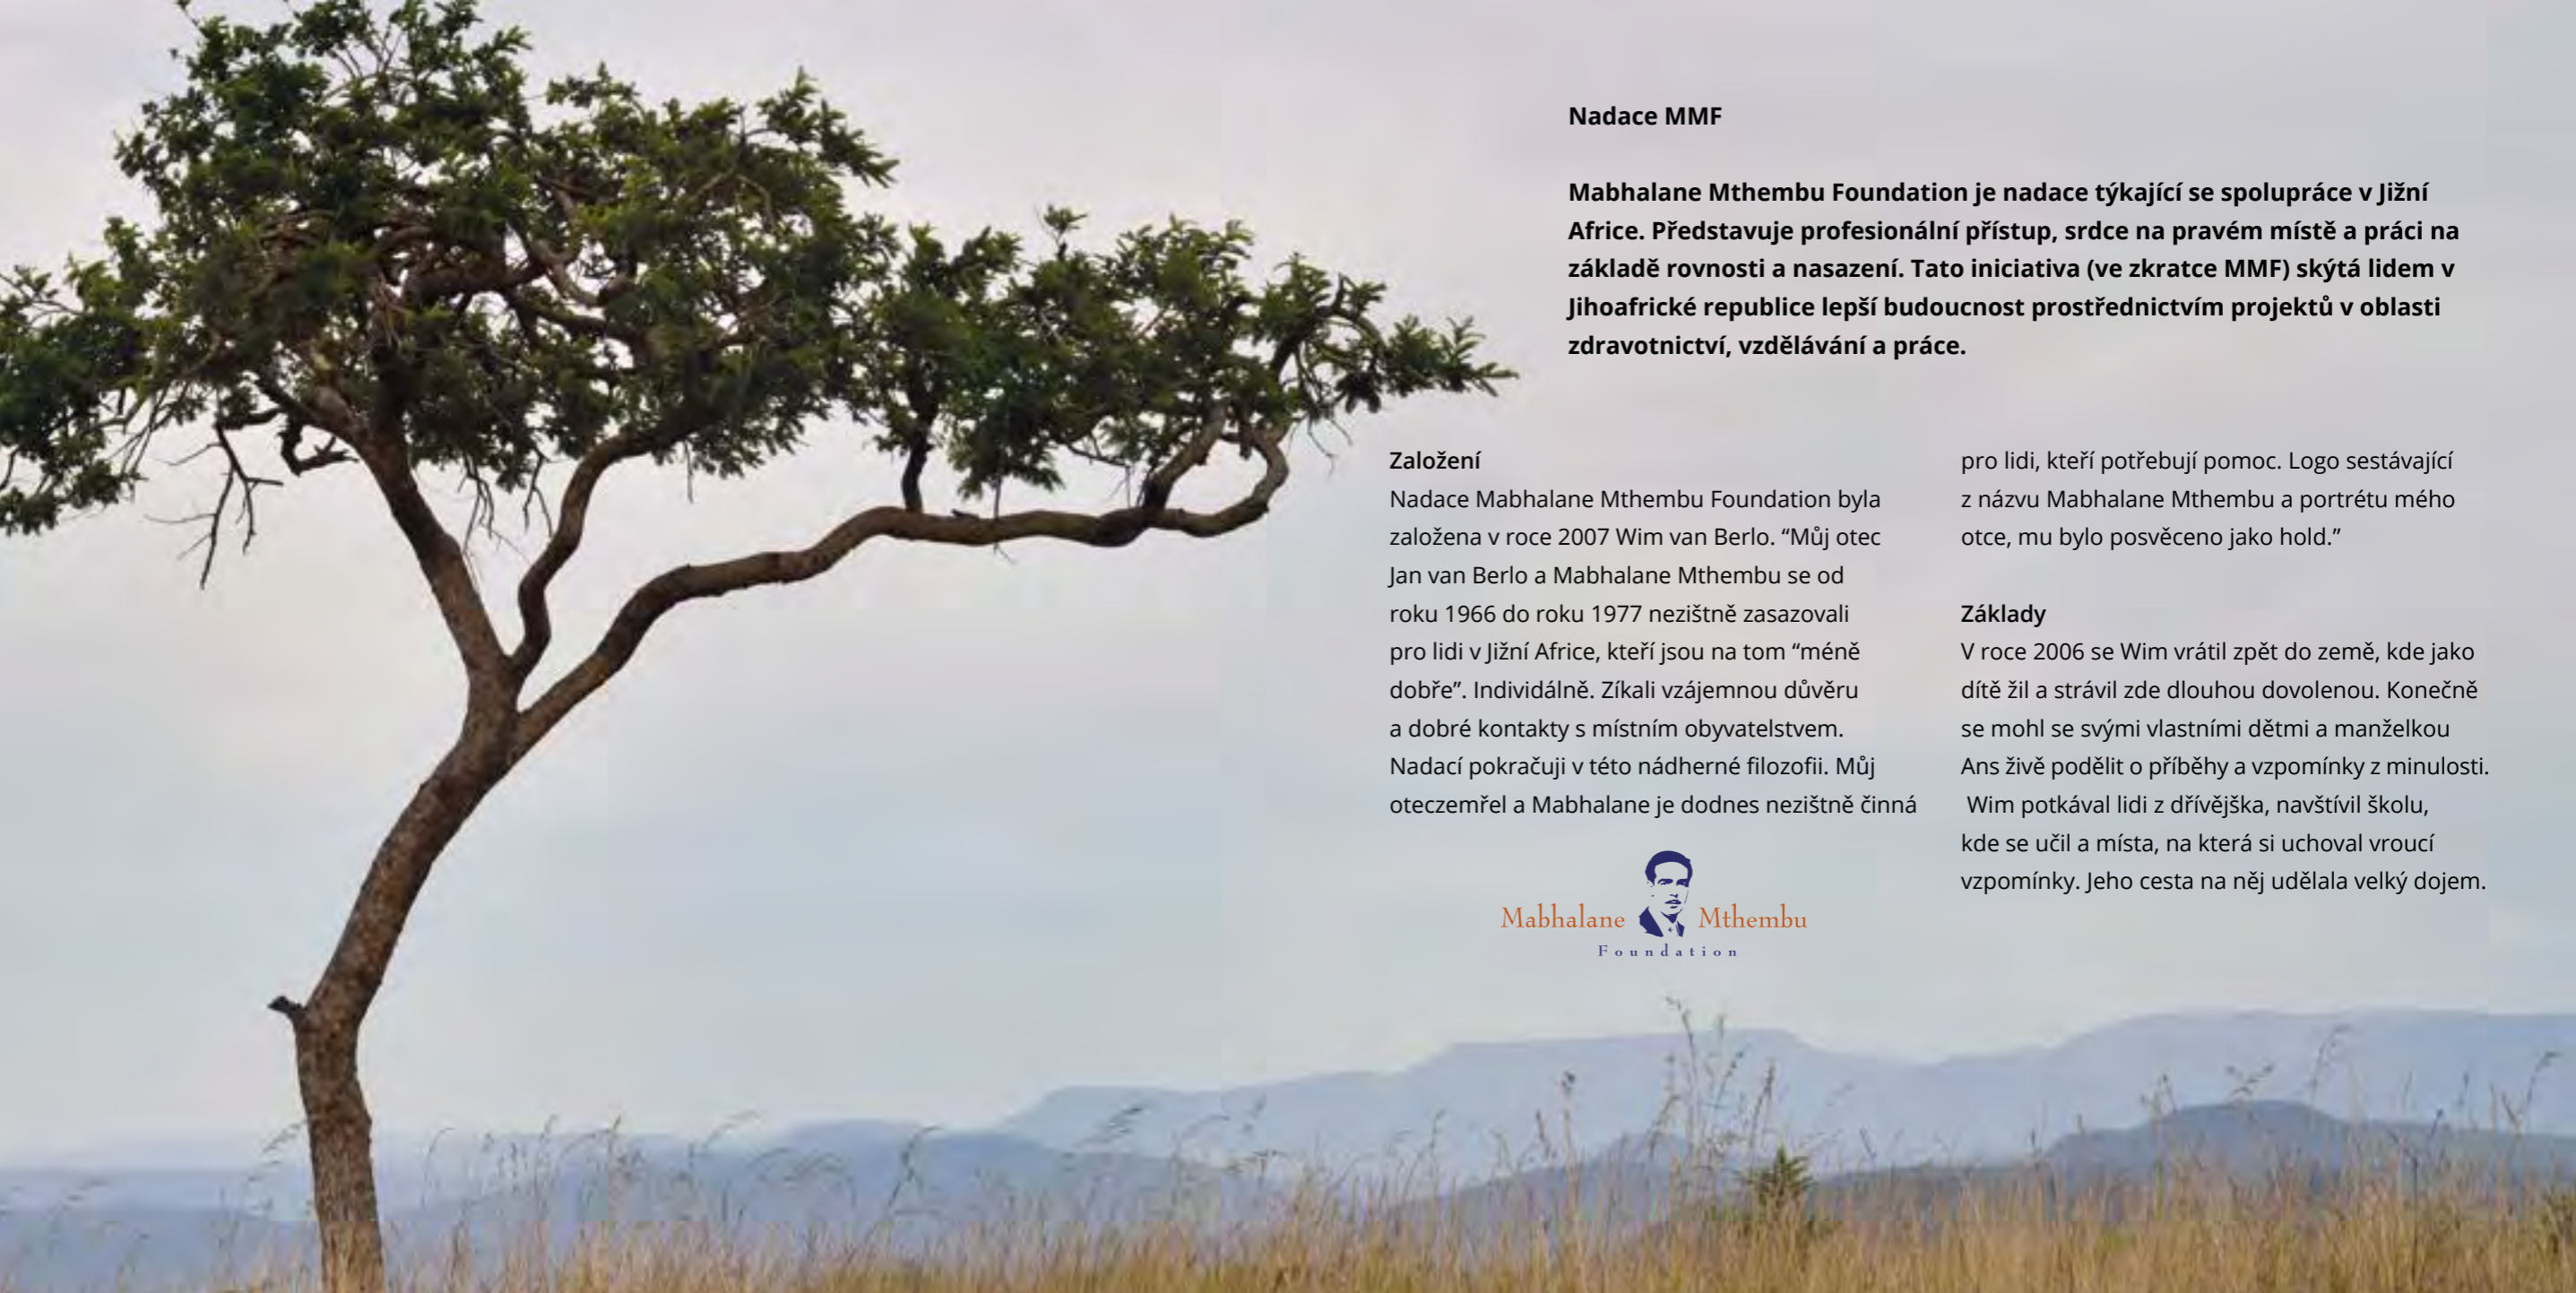 Nadace MMF
Mabhalane Mthembu Foundation je nadace týkající se spolupráce v Jižní
Africe. Představuje profesionální přístup, srdce na pravém místě a práci na
základě rovnosti a nasazení. Tato iniciativa (ve zkratce MMF) skýtá lidem v
Jihoafrické republice lepší budoucnost prostřednictvím projektů v oblasti
zdravotnictví, vzdělávání a práce.
Založení
Nadace Mabhalane Mthembu Foundation byla
založena v roce 2007 Wim van Berlo. “Můj otec
Jan van Berlo a Mabhalane Mthembu se od
roku 1966 do roku 1977 nezištně zasazovali
pro lidi v Jižní Africe, kteří jsou na tom “méně
dobře”. Individálně. Zíkali vzájemnou důvěru
a dobré kontakty s místním obyvatelstvem.
Nadací pokračuji v této nádherné filozofii. Můj
oteczemřel a Mabhalane je dodnes nezištně činná
pro lidi, kteří potřebují pomoc. Logo sestávající
z názvu Mabhalane Mthembu a portrétu mého
otce, mu bylo posvěceno jako hold.”
Základy
V roce 2006 se Wim vrátil zpět do země, kde jako
dítě žil a strávil zde dlouhou dovolenou. Konečně
se mohl se svými vlastními dětmi a manželkou
Ans živě podělit o příběhy a vzpomínky z minulosti.
Wim potkával lidi z dřívějška, navštívil školu,
kde se učil a místa, na která si uchoval vroucí
vzpomínky. Jeho cesta na něj udělala velký dojem.
Mabhalane Mthembu
Foundation